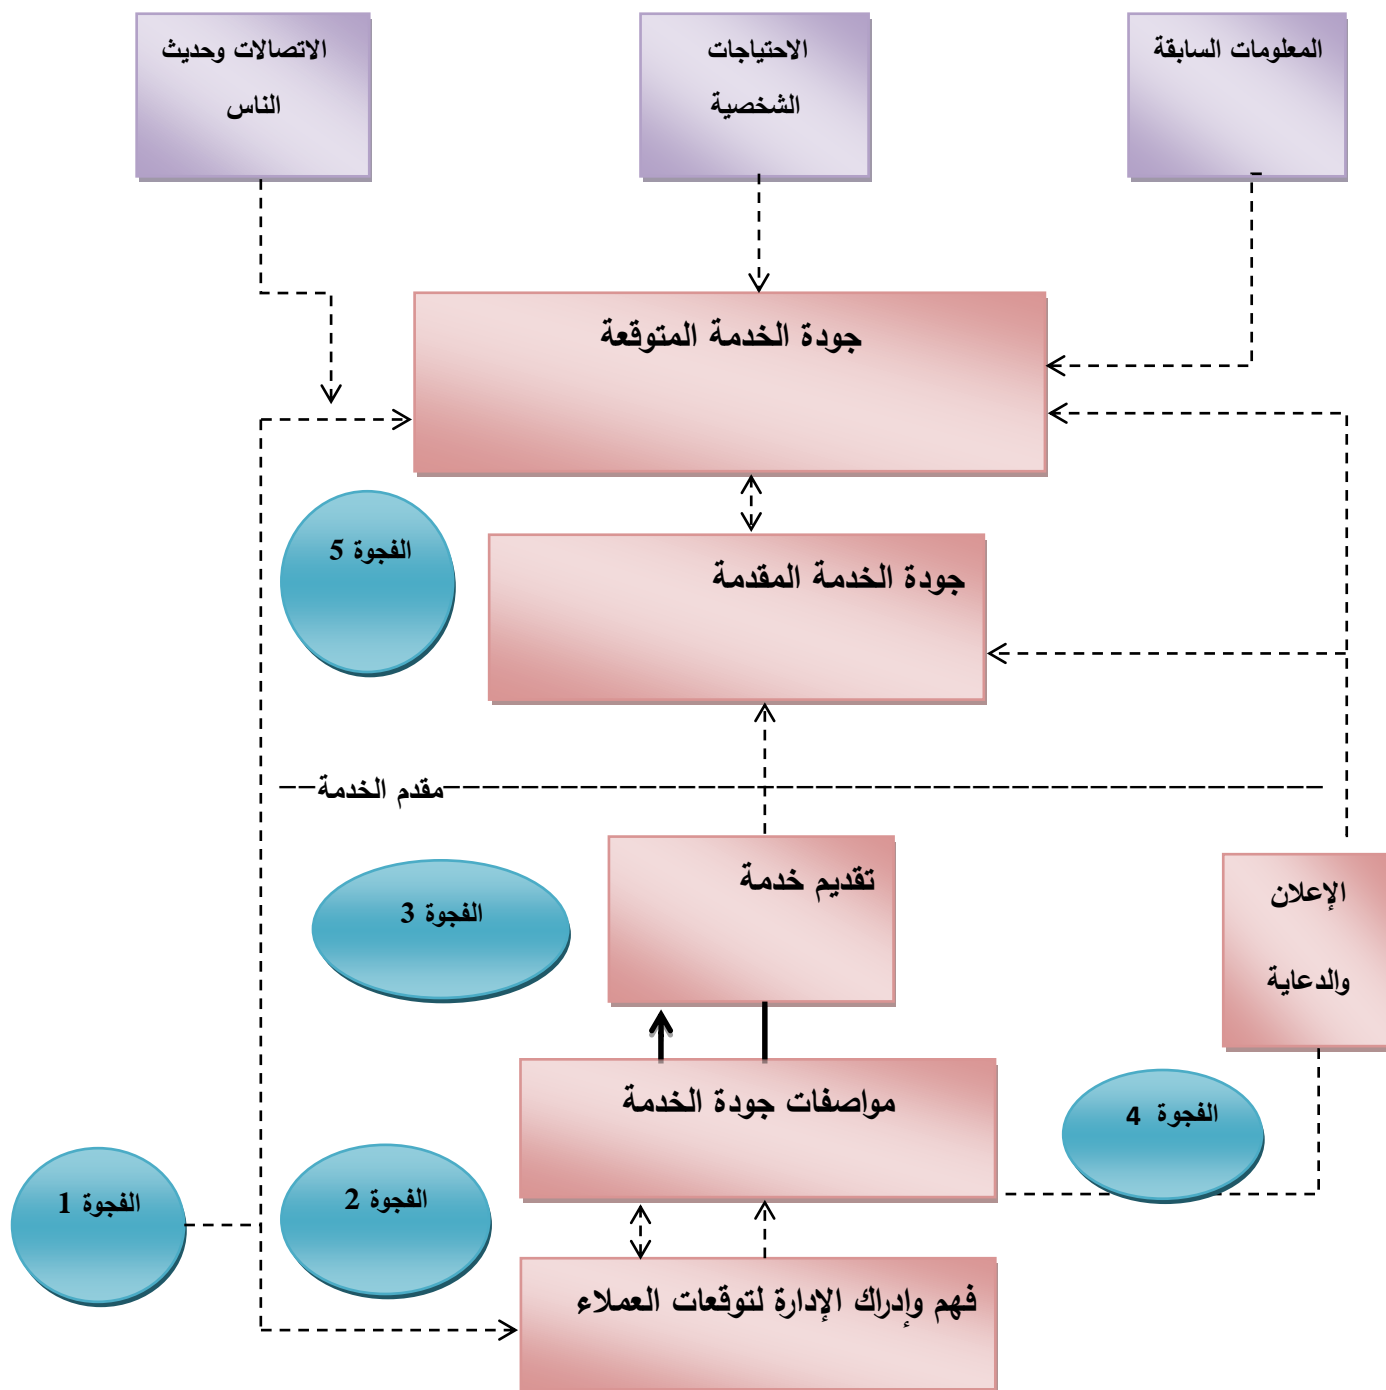 المعلومات السابقة
الاحتياجات
الشخصية
الاتصالات وحديث
الناس
جودة الخدمة المتوقعة
الفجوة 5
جودة الخدمة المقدمة
مقدم الخدمة
تقديم خدمة
الفجوة 3
الإعلان
والدعاية
مواصفات جودة الخدمة
الفجوة 4
الفجوة 2
الفجوة 1
فهم وإدراك الإدارة لتوقعات العملاء